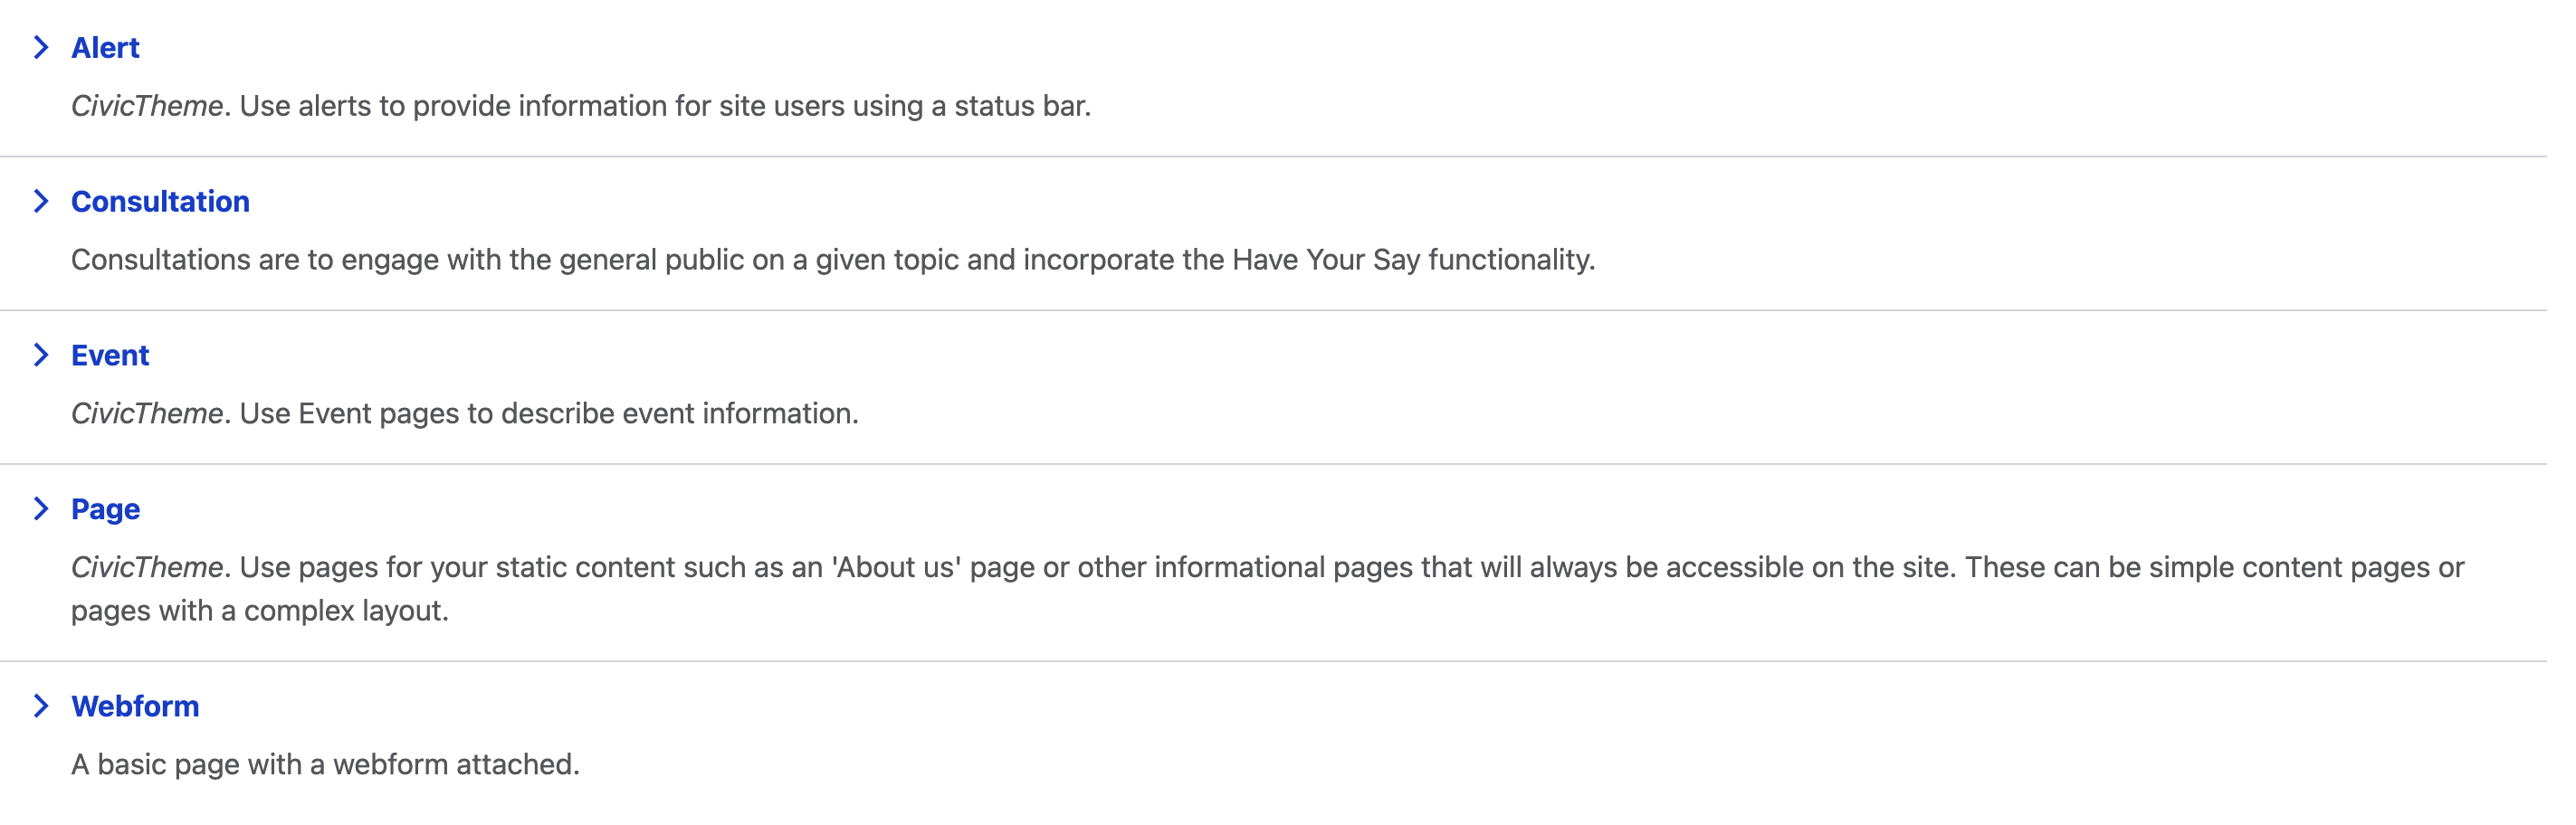 Alert
CivicTheme. Use alerts to provide information for site users using a status bar.
Consultation
Consultations are to engage with the general public on a given topic and incorporate the Have Your Say functionality.
Event
CivicTheme. Use Event pages to describe event information.
Page
CivicTheme. Use pages for your static content such as an 'About us' page or other informational pages that will always be accessible on the site. These can be simple content pages or
pages with a complex layout.
Webform
A basic page with a webform attached.